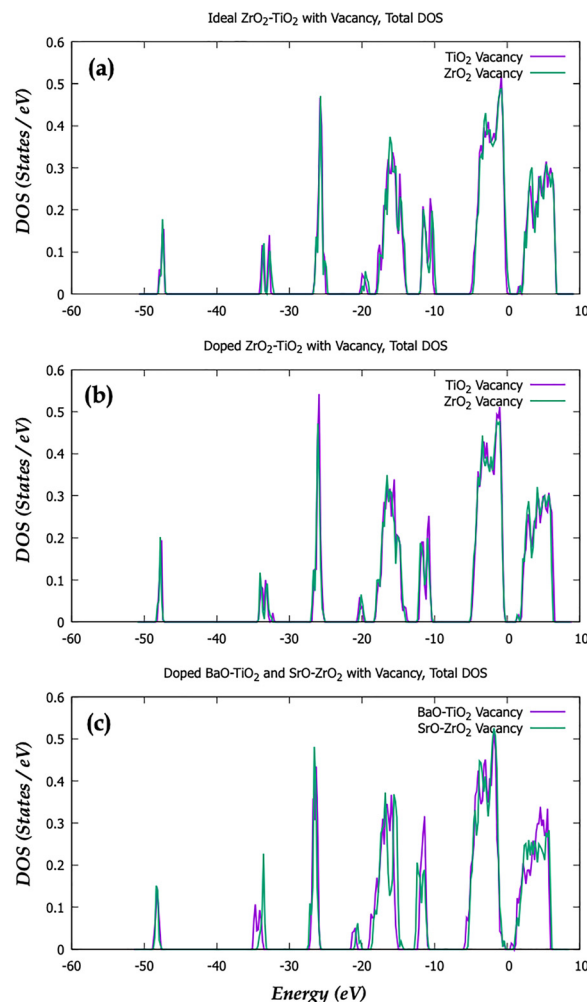 Ideal ZrO₂-TiO₂ with Vacancy, Total DOS
(a)
TiO₂ Vacancy
ZrO₂ Vacancy
DOS (States / eV)
0.6
0.5
0.4
0.3
0.2
0.1
0
-60 -50 -40 -30 -20 -10 0 10
Doped ZrO₂-TiO₂ with Vacancy, Total DOS
(b)
TiO₂ Vacancy
ZrO₂ Vacancy
DOS (States / eV)
0.6
0.5
0.4
0.3
0.2
0.1
0
-60 -50 -40 -30 -20 -10 0 10
Doped BaO-TiO₂ and SrO-ZrO₂ with Vacancy, Total DOS
(c)
BaO-TiO₂ Vacancy
SrO-ZrO₂ Vacancy
DOS (States / eV)
0.6
0.5
0.4
0.3
0.2
0.1
0
-60 -50 -40 -30 -20 -10 0 10
Energy (eV)